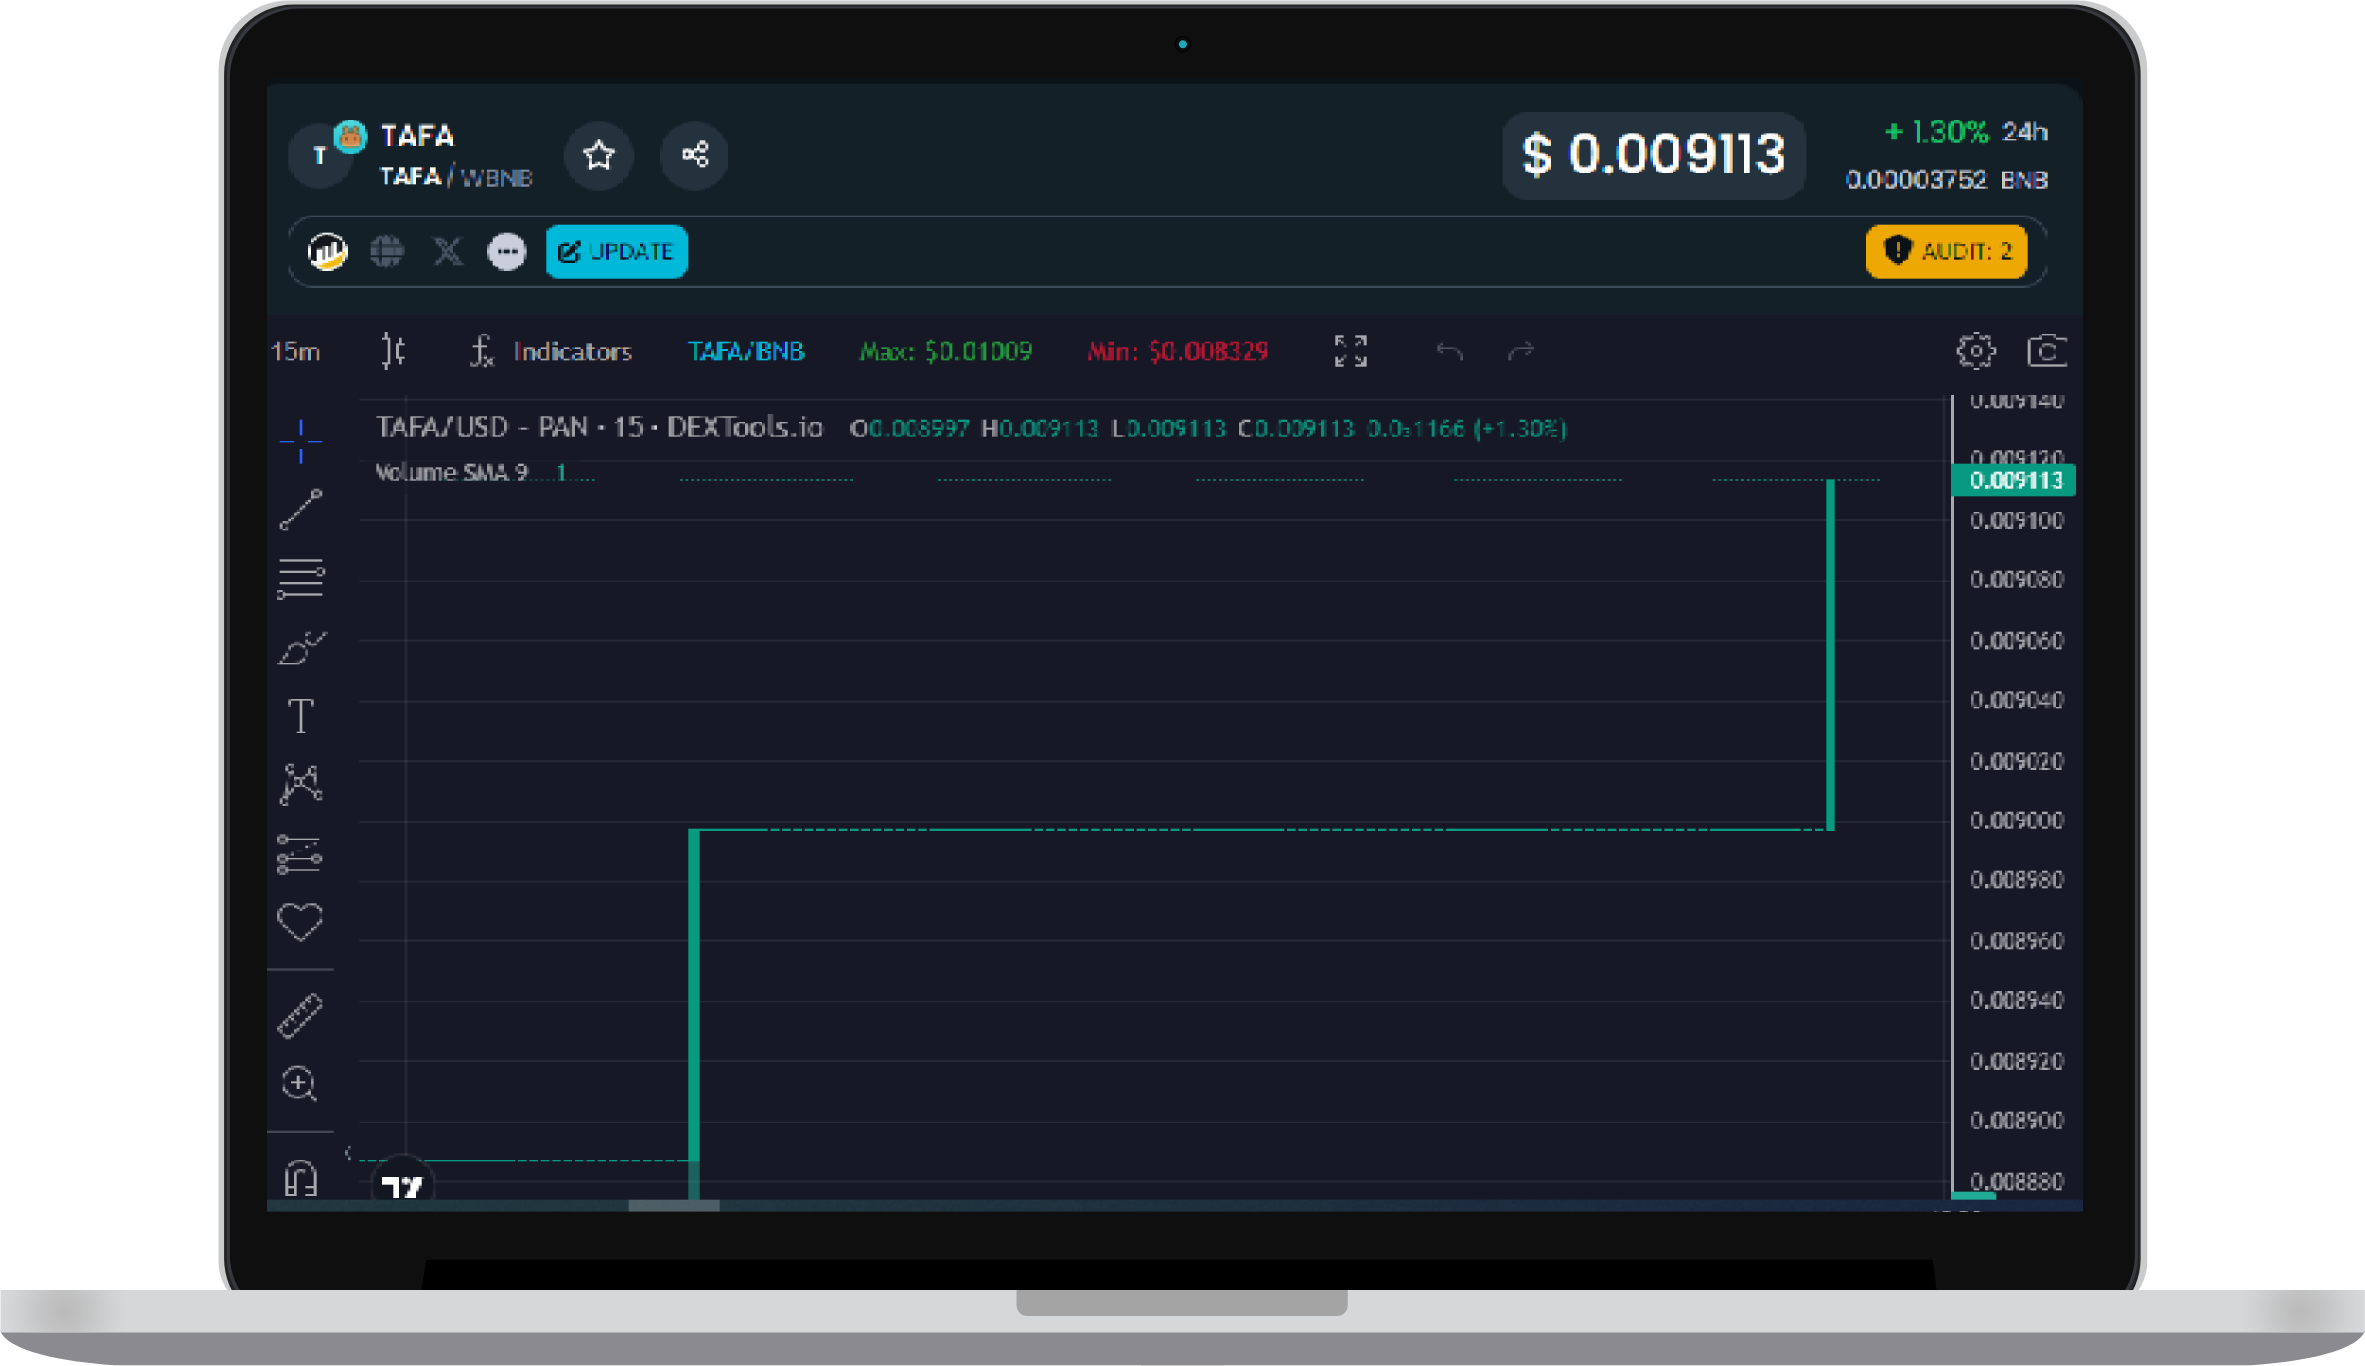 T
TAFA
TAFA / WBNB
$ 0.009113
+ 1.30% 24h
0.00003752 BNB
UPDATE
AUDIT: 2
15m
Indicators
TAFA/BNB
Max: $0.01009
Min: $0.008329
TAFA/USD - PAN · 15 · DEXTools.io O0.008997 H0.009113 L0.009113 C0.009113 0.0₃1166 (+1.30%)
Volume SMA 9 1
0.009140
0.009120
0.009113
0.009100
0.009080
0.009060
0.009040
0.009020
0.009000
0.008980
0.008960
0.008940
0.008920
0.008900
0.008880